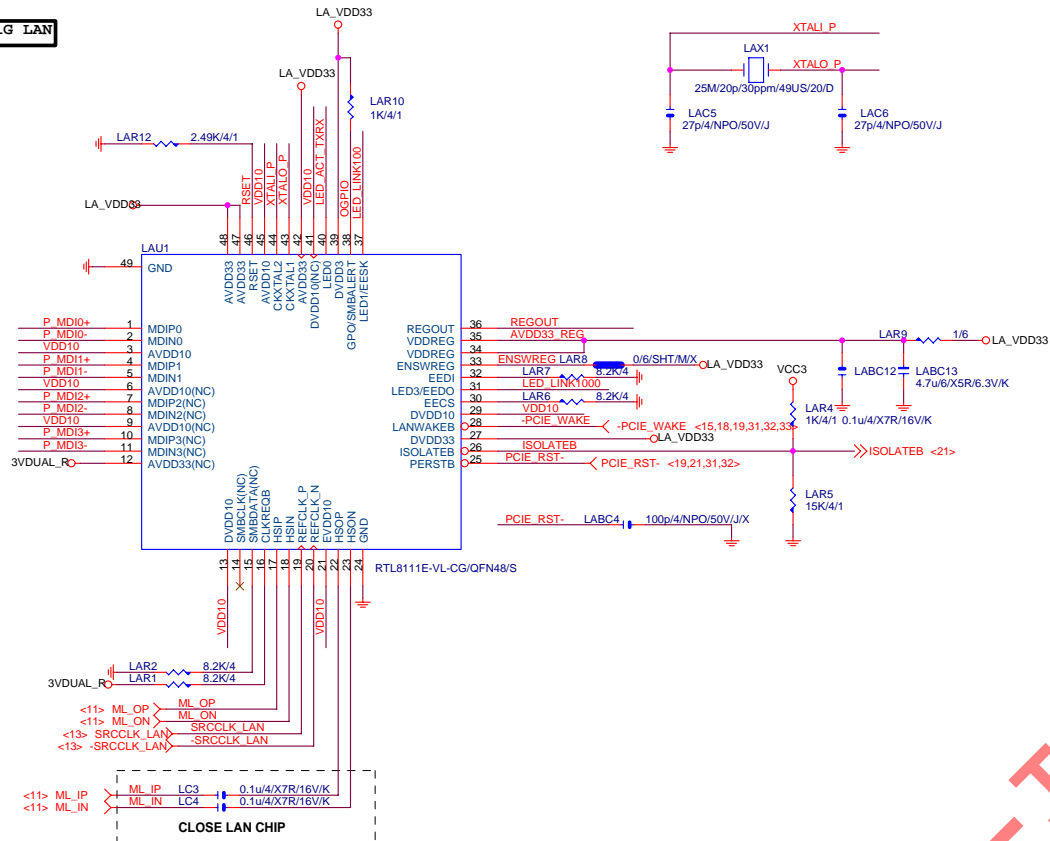 LG LAN
LA_VDD33
LA_VDD33
LAR10
1K/4/1
LAR12 2.49K/4/1
RSET
VDD10
XTALI_P
XTALO_P
VDD10
LED_ACT_TXRX
OGPIO
LED_LINK100
XTALI_P
LAX1
XTALO_P
25M/20p/30ppm/49US/20/D
LAC5
27p/4/NPO/50V/J
LAC6
27p/4/NPO/50V/J
LA_VDD33
48 47 46 45 44 43 42 41 40 39 38 37
LAU1
49 GND
AVDD33
AVDD33
RSET
AVDD10
CKXTAL2
CKXTAL1
AVDD33
DVDD10(NC)
LED0
DVDD3
GPO/SMBALERT
LED1/EESK
P_MDI0+ 1 MDIP0
P_MDI0- 2 MDIN0
VDD10 3 AVDD10
P_MDI1+ 4 MDIP1
P_MDI1- 5 MDIN1
VDD10 6 AVDD10(NC)
P_MDI2+ 7 MDIP2(NC)
P_MDI2- 8 MDIN2(NC)
VDD10 9 AVDD10(NC)
P_MDI3+ 10 MDIP3(NC)
P_MDI3- 11 MDIN3(NC)
3VDUAL_R 12 AVDD33(NC)
REGOUT 36 REGOUT
VDDREG 35 AVDD33_REG
VDDREG 34
ENSWREG 33 ENSWREG LAR8 0/6/SHT/M/X LA_VDD33
EEDI 32 LAR7 8.2K/4
LED3/EEDO 31 LED_LINK1000
EECS 30 LAR6 8.2K/4
DVDD10 29 VDD10
LANWAKEB 28 -PCIE_WAKE -PCIE_WAKE <15,18,19,31,32,33>
DVDD33 27 LA_VDD33
ISOLATEB 26 ISOLATEB
PERSTB 25 PCIE_RST- PCIE_RST- <19,21,31,32>
LAR9 1/6 LA_VDD33
LABC12
0.1u/4/X7R/16V/K
LABC13
4.7u/6/X5R/6.3V/K
VCC3
LAR4
1K/4/1
ISOLATEB <21>
LAR5
15K/4/1
PCIE_RST- LABC4 100p/4/NPO/50V/J/X
DVDD10
SMBCLK(NC)
SMBDATA(NC)
CLKREQB
HSIP
HSIN
REFCLK_P
REFCLK_N
EVDD10
HSOP
HSON
GND
13 14 15 16 17 18 19 20 21 22 23 24
RTL8111E-VL-CG/QFN48/S
VDD10
VDD10
LAR2 8.2K/4
3VDUAL_R LAR1 8.2K/4
<11> ML_OP ML_OP
<11> ML_ON ML_ON
<13> SRCCLK_LAN SRCCLK_LAN
<13> -SRCCLK_LAN -SRCCLK_LAN
<11> ML_IP ML_IP LC3 0.1u/4/X7R/16V/K
<11> ML_IN ML_IN LC4 0.1u/4/X7R/16V/K
CLOSE LAN CHIP